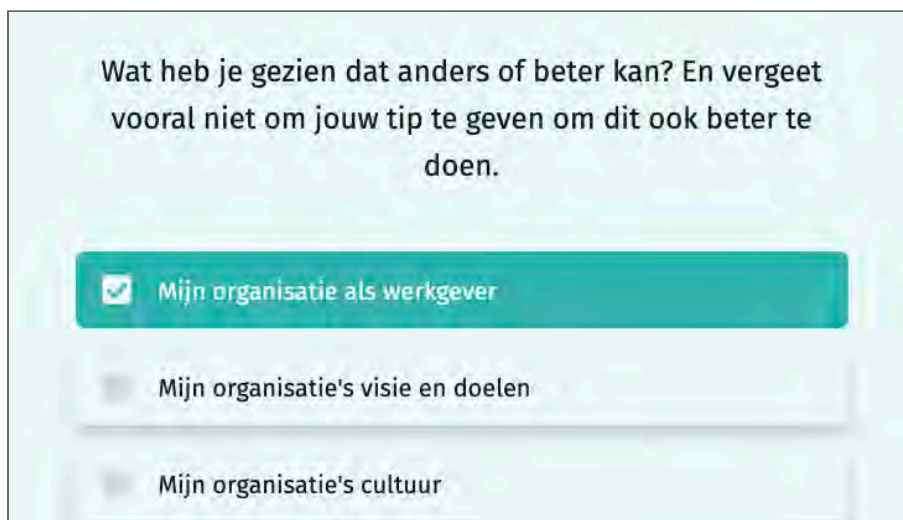 Wat heb je gezien dat anders of beter kan? En vergeet
vooral niet om jouw tip te geven om dit ook beter te
doen.
Mijn organisatie als werkgever
Mijn organisatie's visie en doelen
Mijn organisatie's cultuur